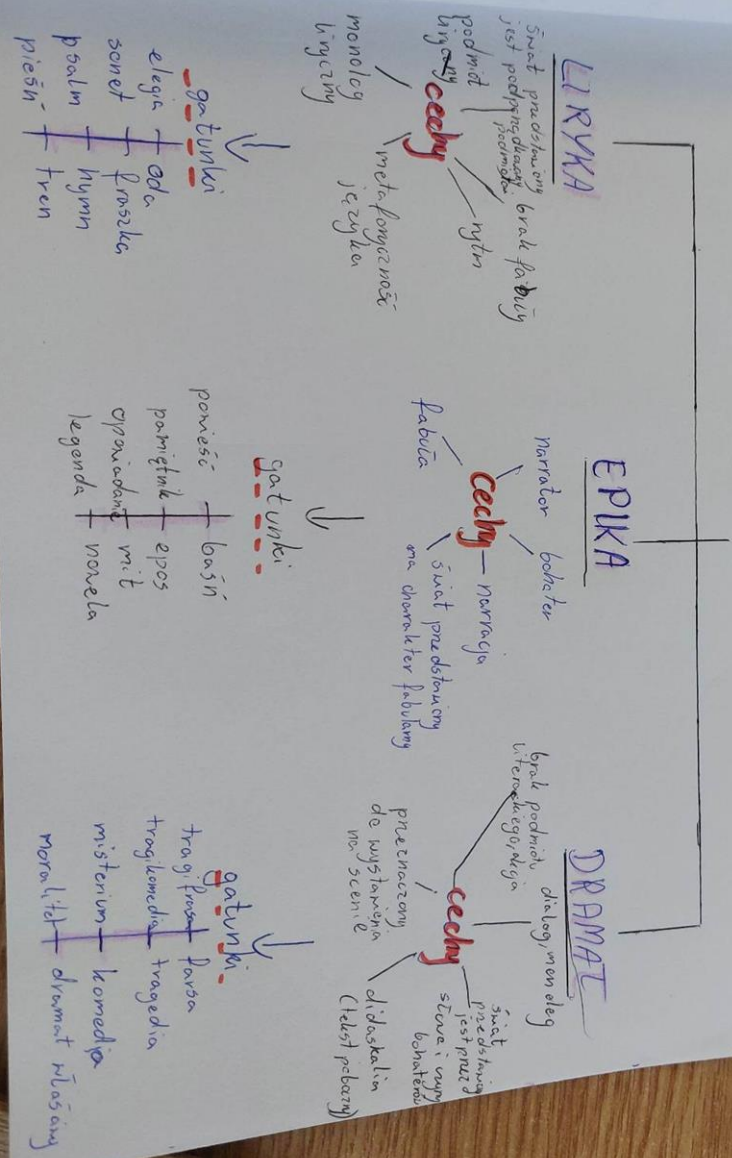 LIRYKA
świat przedstawiony
jest podporządkowany
podmiotowi
brak fabuły
podmiot
liryczny
cechy
rytm
monolog
liryczny
metaforyczność
języka
gatunki
elegia oda
sonet fraszka
psalm hymn
pieśń tren
EPIKA
narrator bohater
cechy
narracja
fabuła
świat przedstawiony
ma charakter fabularny
gatunki
powieść baśń
pamiętnik epos
opowiadanie mit
legenda nowela
DRAMAT
brak podmiotu
literackiego, akcja
dialog, monolog
cechy
świat
przedstawiony
jest przez
słowa i czyny
bohaterów
przeznaczony
do wystawienia
na scenie
didaskalia
(tekst poboczny)
gatunki
farsa
tragikomedia tragedia
misterium komedia
moralitet dramat właściwy